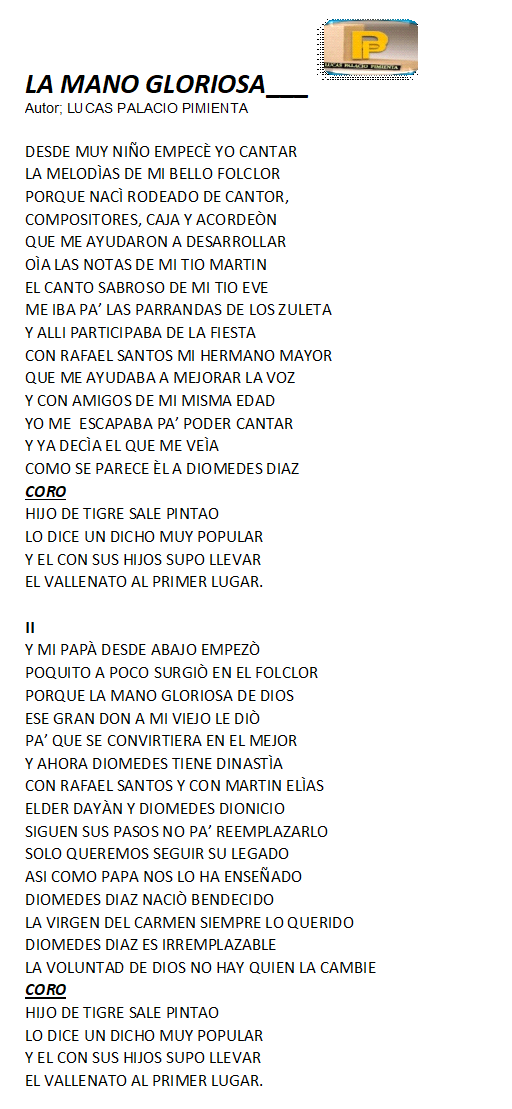 PP
LUCAS PALACIO PIMIENTA
LA MANO GLORIOSA___
Autor; LUCAS PALACIO PIMIENTA
DESDE MUY NIÑO EMPECÈ YO CANTAR
LA MELODÌAS DE MI BELLO FOLCLOR
PORQUE NACÌ RODEADO DE CANTOR,
COMPOSITORES, CAJA Y ACORDEÒN
QUE ME AYUDARON A DESARROLLAR
OÌA LAS NOTAS DE MI TIO MARTIN
EL CANTO SABROSO DE MI TIO EVE
ME IBA PA’ LAS PARRANDAS DE LOS ZULETA
Y ALLI PARTICIPABA DE LA FIESTA
CON RAFAEL SANTOS MI HERMANO MAYOR
QUE ME AYUDABA A MEJORAR LA VOZ
Y CON AMIGOS DE MI MISMA EDAD
YO ME  ESCAPABA PA’ PODER CANTAR
Y YA DECÌA EL QUE ME VEÌA
COMO SE PARECE ÈL A DIOMEDES DIAZ
CORO
HIJO DE TIGRE SALE PINTAO
LO DICE UN DICHO MUY POPULAR
Y EL CON SUS HIJOS SUPO LLEVAR
EL VALLENATO AL PRIMER LUGAR.
II
Y MI PAPÀ DESDE ABAJO EMPEZÒ
POQUITO A POCO SURGIÒ EN EL FOLCLOR
PORQUE LA MANO GLORIOSA DE DIOS
ESE GRAN DON A MI VIEJO LE DIÒ
PA’ QUE SE CONVIRTIERA EN EL MEJOR
Y AHORA DIOMEDES TIENE DINASTÌA
CON RAFAEL SANTOS Y CON MARTIN ELÌAS
ELDER DAYÀN Y DIOMEDES DIONICIO
SIGUEN SUS PASOS NO PA’ REEMPLAZARLO
SOLO QUEREMOS SEGUIR SU LEGADO
ASI COMO PAPA NOS LO HA ENSEÑADO
DIOMEDES DIAZ NACIÒ BENDECIDO
LA VIRGEN DEL CARMEN SIEMPRE LO QUERIDO
DIOMEDES DIAZ ES IRREMPLAZABLE
LA VOLUNTAD DE DIOS NO HAY QUIEN LA CAMBIE
CORO
HIJO DE TIGRE SALE PINTAO
LO DICE UN DICHO MUY POPULAR
Y EL CON SUS HIJOS SUPO LLEVAR
EL VALLENATO AL PRIMER LUGAR.